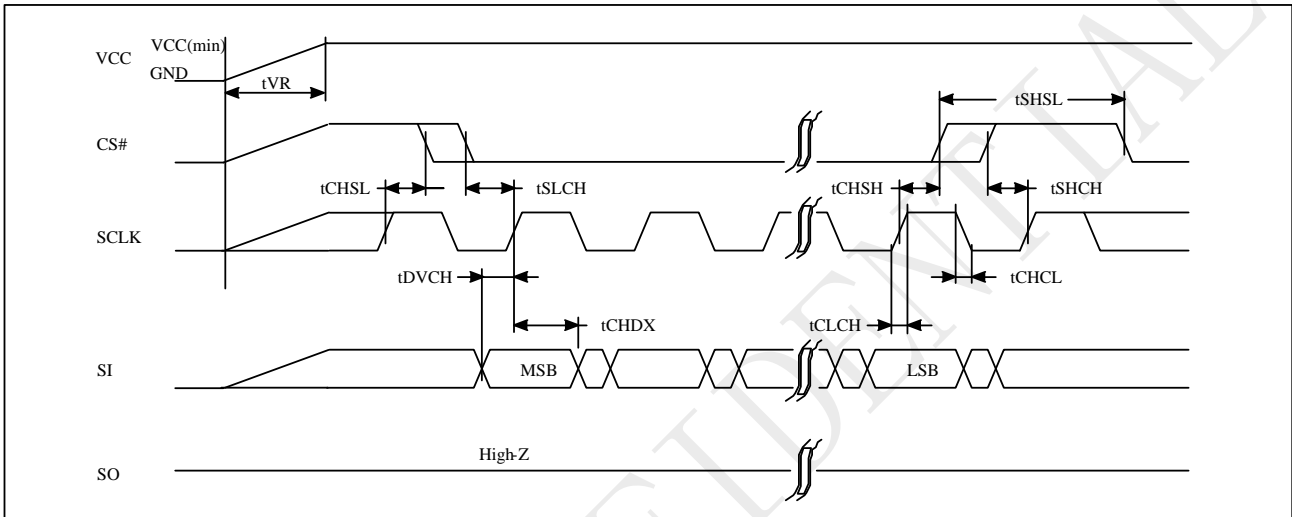 VCC
VCC(min)
GND
tVR
CS#
tSHSL
tCHSL
tSLCH
tCHSH
tSHCH
SCLK
tDVCH
tCHCL
tCHDX
tCLCH
SI
MSB
LSB
SO
High-Z